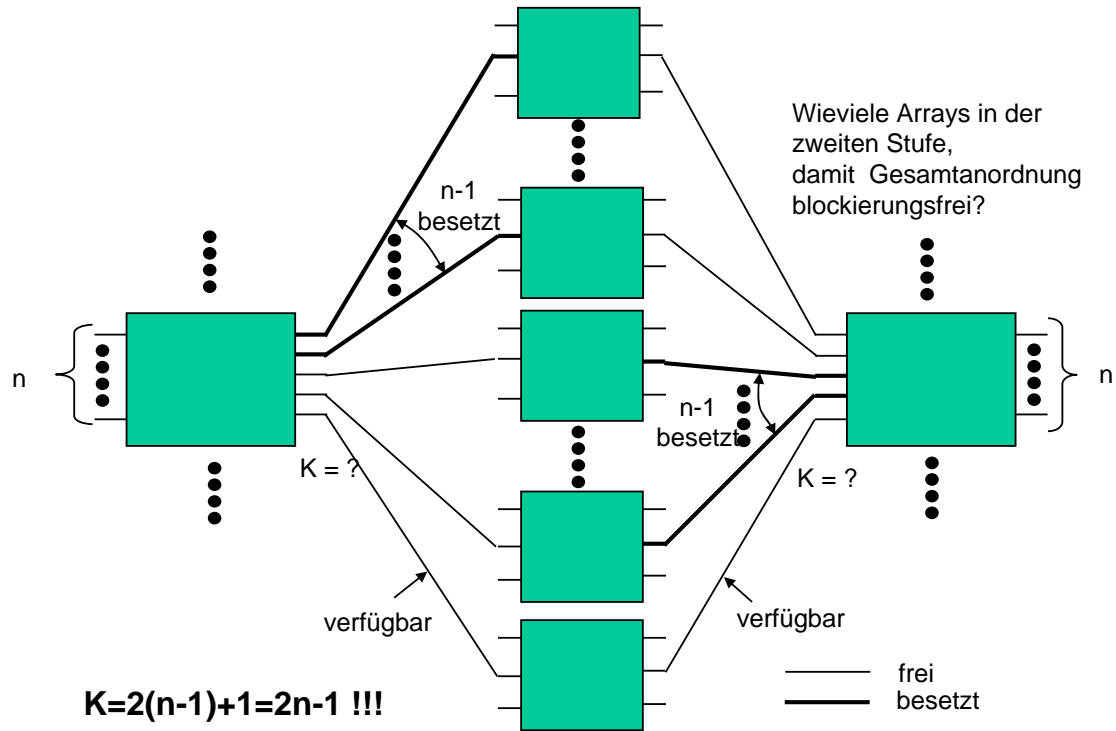 Wieviele Arrays in der
zweiten Stufe,
damit Gesamtanordnung
blockierungsfrei?
n-1
besetzt
n
n
n-1
besetzt
K = ?
K = ?
verfügbar
verfügbar
frei
besetzt
K=2(n-1)+1=2n-1 !!!